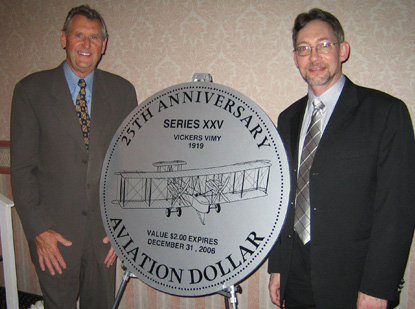 25TH ANNIVERSARY
SERIES XXV
VICKERS VIMY
1919
VALUE $2.00 EXPIRES
DECEMBER 31, 2006
AVIATION DOLLAR